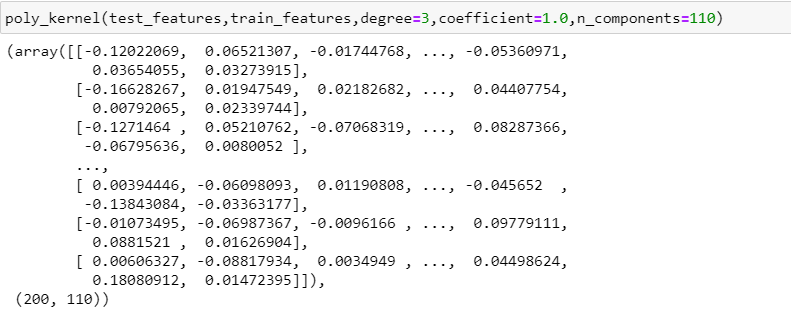 poly_kernel(test_features,train_features,degree=3,coefficient=1.0,n_components=110)
(array([[-0.12022069,  0.06521307, -0.01744768, ..., -0.05360971,
          0.03654055,  0.03273915],
        [-0.16628267,  0.01947549,  0.02182682, ...,  0.04407754,
          0.00792065,  0.02339744],
        [-0.1271464 ,  0.05210762, -0.07068319, ...,  0.08287366,
         -0.06795636,  0.0080052 ],
        ...,
        [ 0.00394446, -0.06098093,  0.01190808, ..., -0.045652  ,
         -0.13843084, -0.03363177],
        [-0.01073495, -0.06987367, -0.0096166 , ...,  0.09779111,
          0.0881521 ,  0.01626904],
        [ 0.00606327, -0.08817934,  0.0034949 , ...,  0.04498624,
          0.18080912,  0.01472395]]),
 (200, 110))